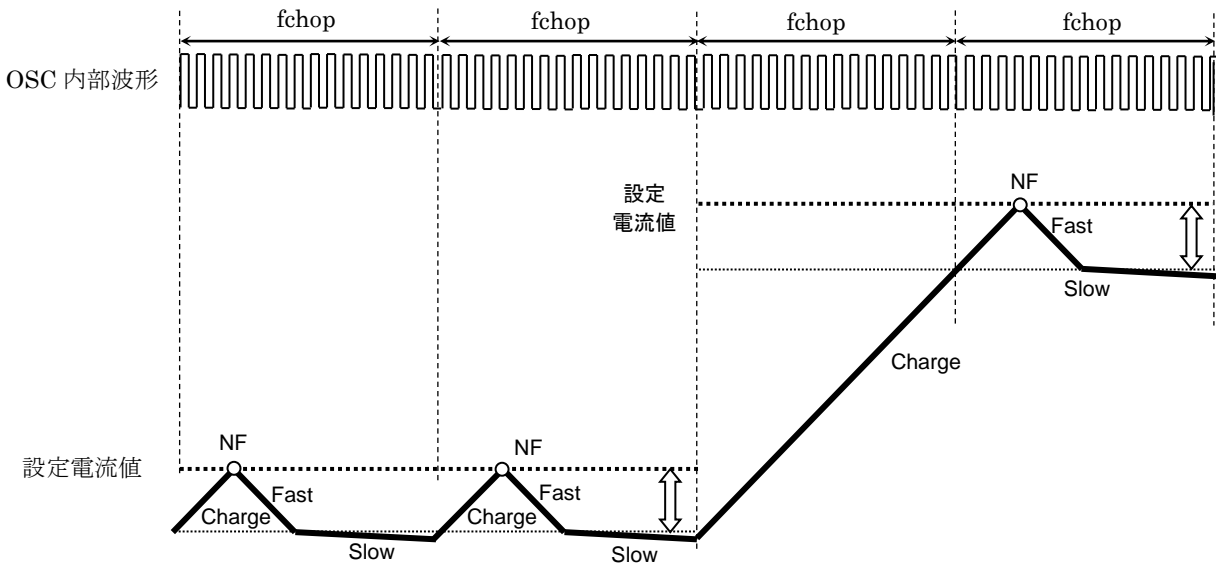 fchop fchop fchop fchop
OSC 内部波形
設定
電流値
NF
Fast
Slow
Charge
設定電流値
NF
Fast
Charge
Slow
NF
Fast
Charge
Slow